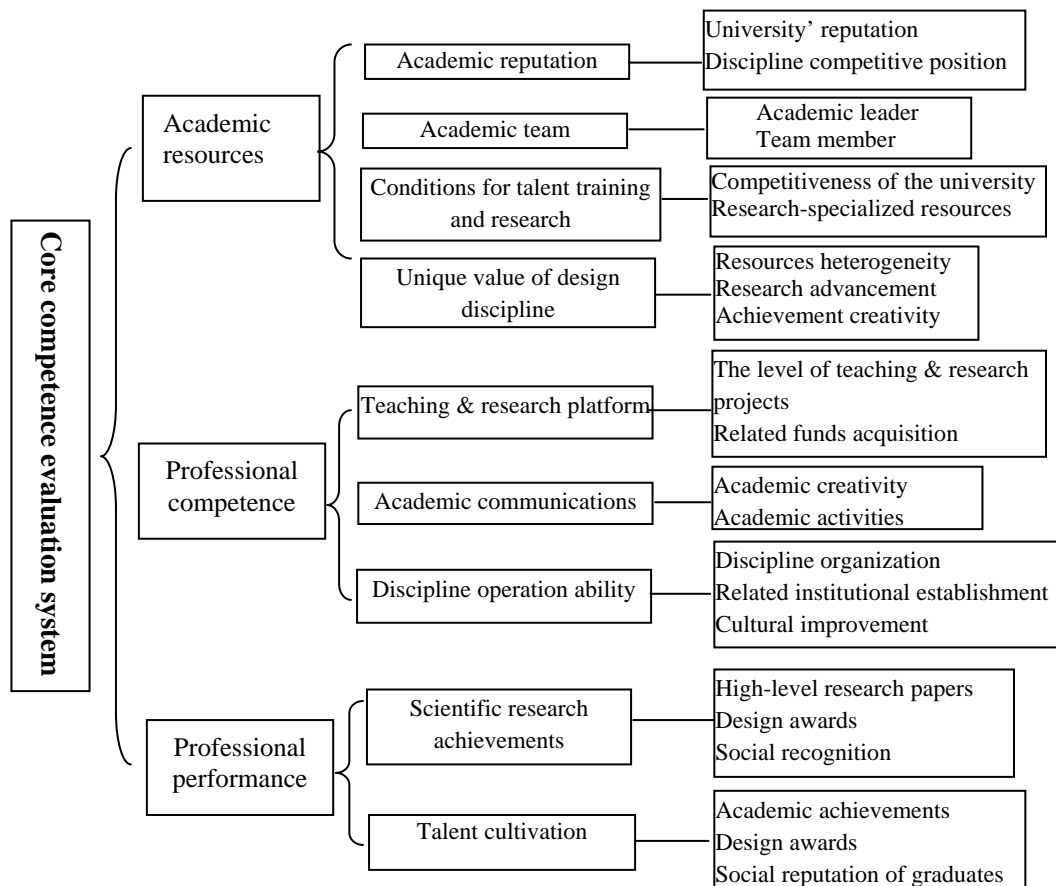 Core competence evaluation system
Academic
resources
Academic reputation
University’ reputation
Discipline competitive position
Academic team
Academic leader
Team member
Conditions for talent training
and research
Competitiveness of the university
Research-specialized resources
Unique value of design
discipline
Resources heterogeneity
Research advancement
Achievement creativity
Professional
competence
Teaching & research platform
The level of teaching & research
projects
Related funds acquisition
Academic communications
Academic creativity
Academic activities
Discipline operation ability
Discipline organization
Related institutional establishment
Cultural improvement
Professional
performance
Scientific research
achievements
High-level research papers
Design awards
Social recognition
Talent cultivation
Academic achievements
Design awards
Social reputation of graduates